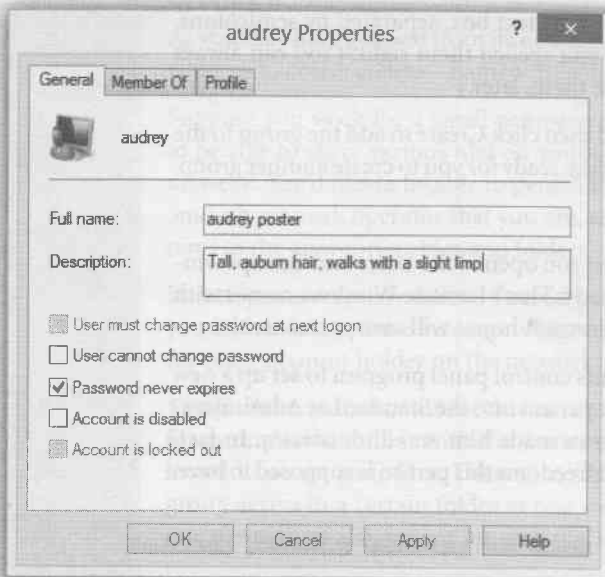 audrey Properties
?
×
General
Member Of
Profile
audrey
Full name:
audrey poster
Description:
Tall, auburn hair, walks with a slight limp
User must change password at next logon
User cannot change password
Password never expires
Account is disabled
Account is locked out
OK
Cancel
Apply
Help